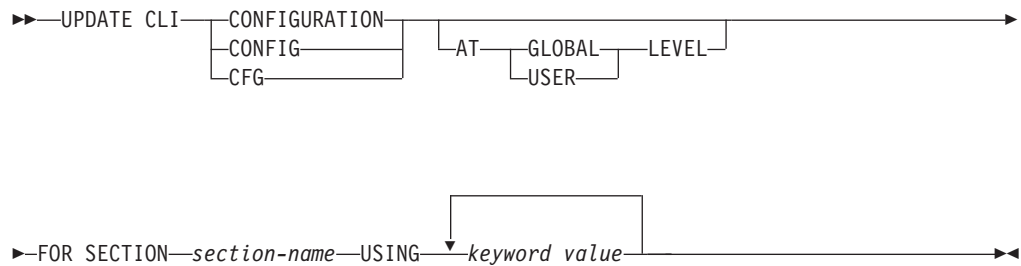 UPDATE CLI CONFIGURATION
CONFIG AT GLOBAL LEVEL
CFG USER
FOR SECTION section-name USING keyword value